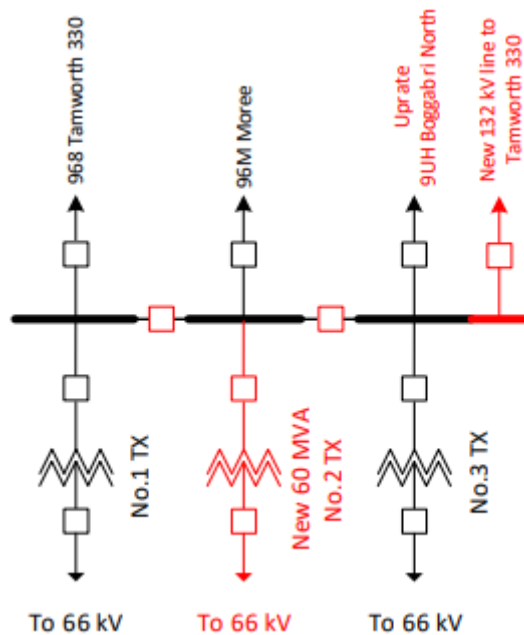 968 Tamworth 330
96M Moree
Uprate
9UH Boggabri North
New 132 kV line to
Tamworth 330
No.1 TX
New 60 MVA
No.2 TX
No.3 TX
To 66 kV
To 66 kV
To 66 kV